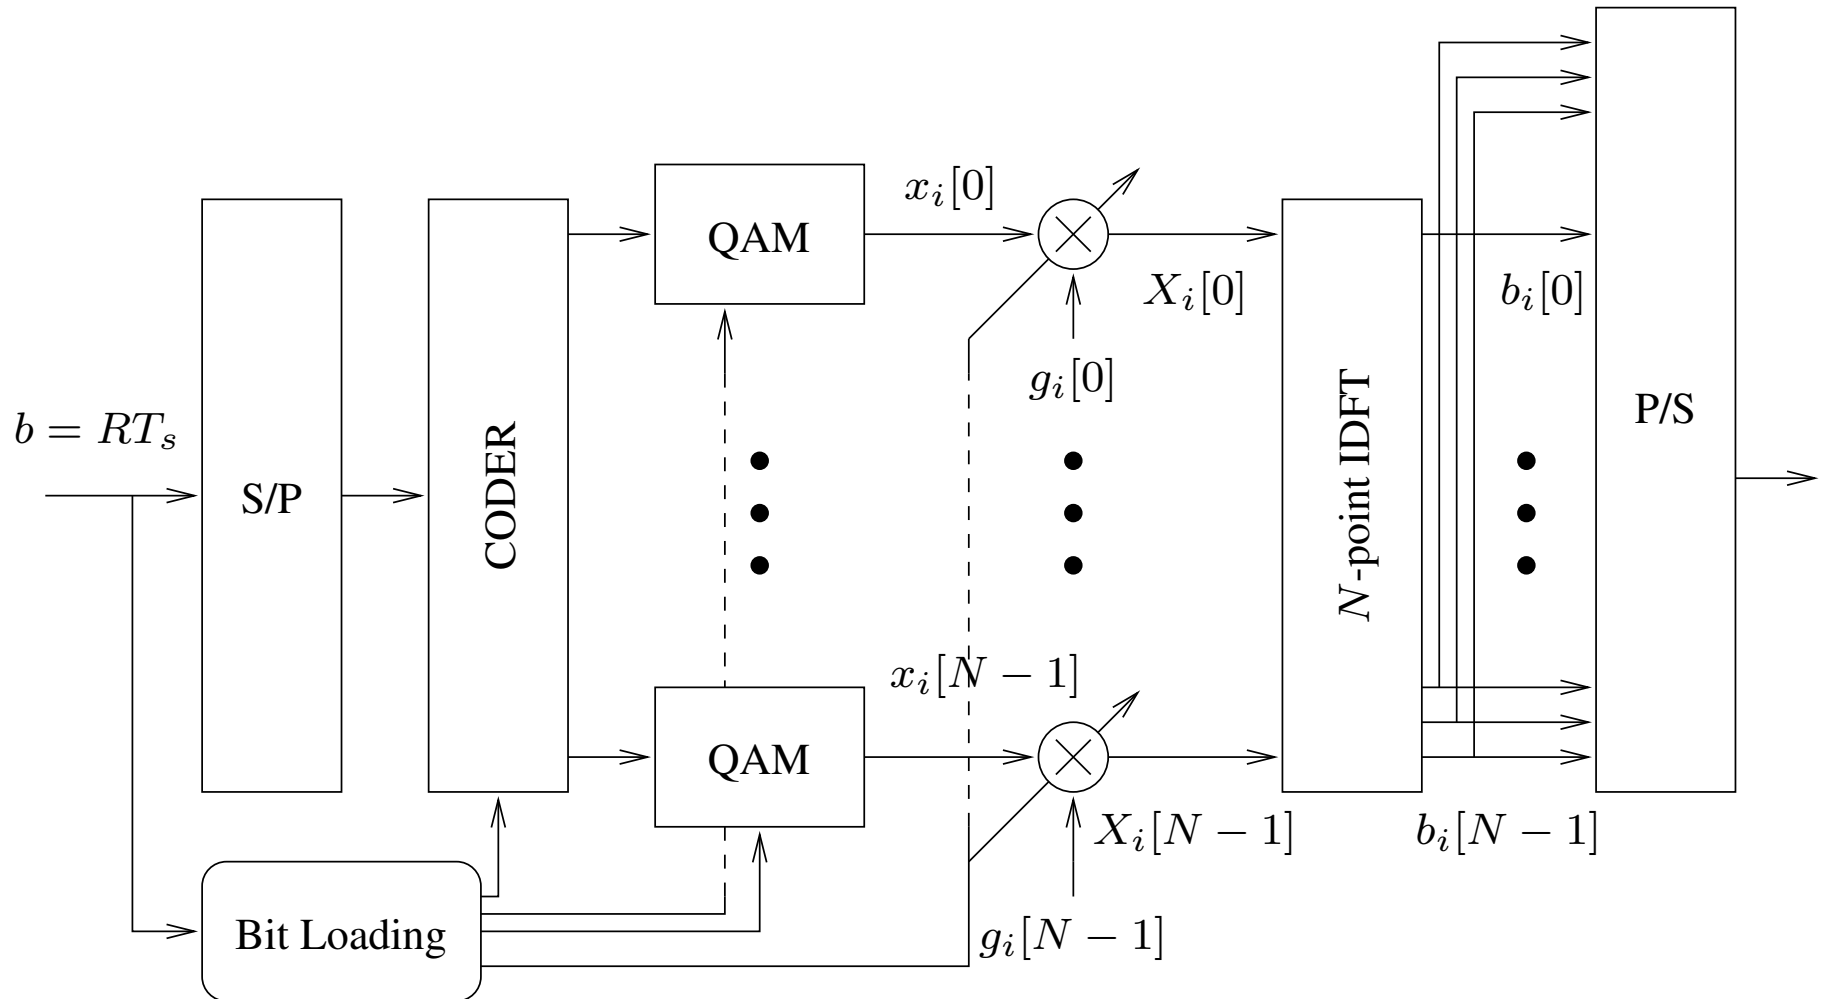 x_i[0]
QAM
X_i[0]
b_i[0]
g_i[0]
b = RT_s
S/P
CODER
N-point IDFT
P/S
x_i[N − 1]
QAM
X_i[N − 1]
b_i[N − 1]
Bit Loading
g_i[N − 1]